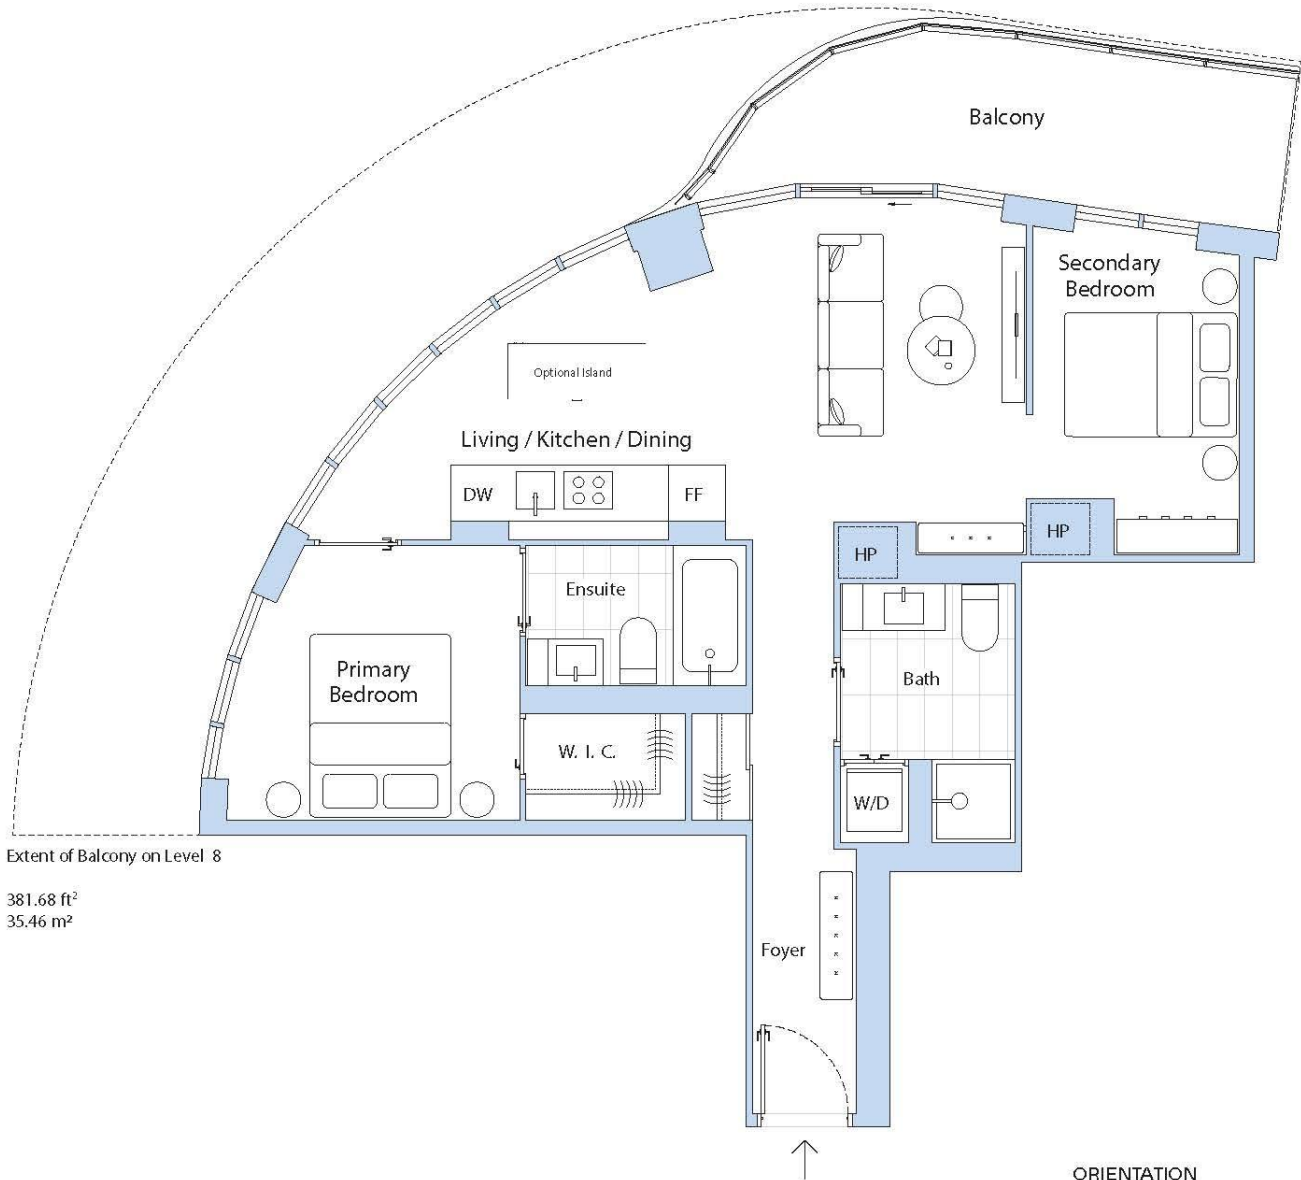 Balcony
Secondary
Bedroom
Optional Island
Living / Kitchen / Dining
DW
FF
HP
HP
Ensuite
Primary
Bedroom
Bath
W. I. C.
W/D
Extent of Balcony on Level 8
381.68 ft²
35.46 m²
Foyer
ORIENTATION